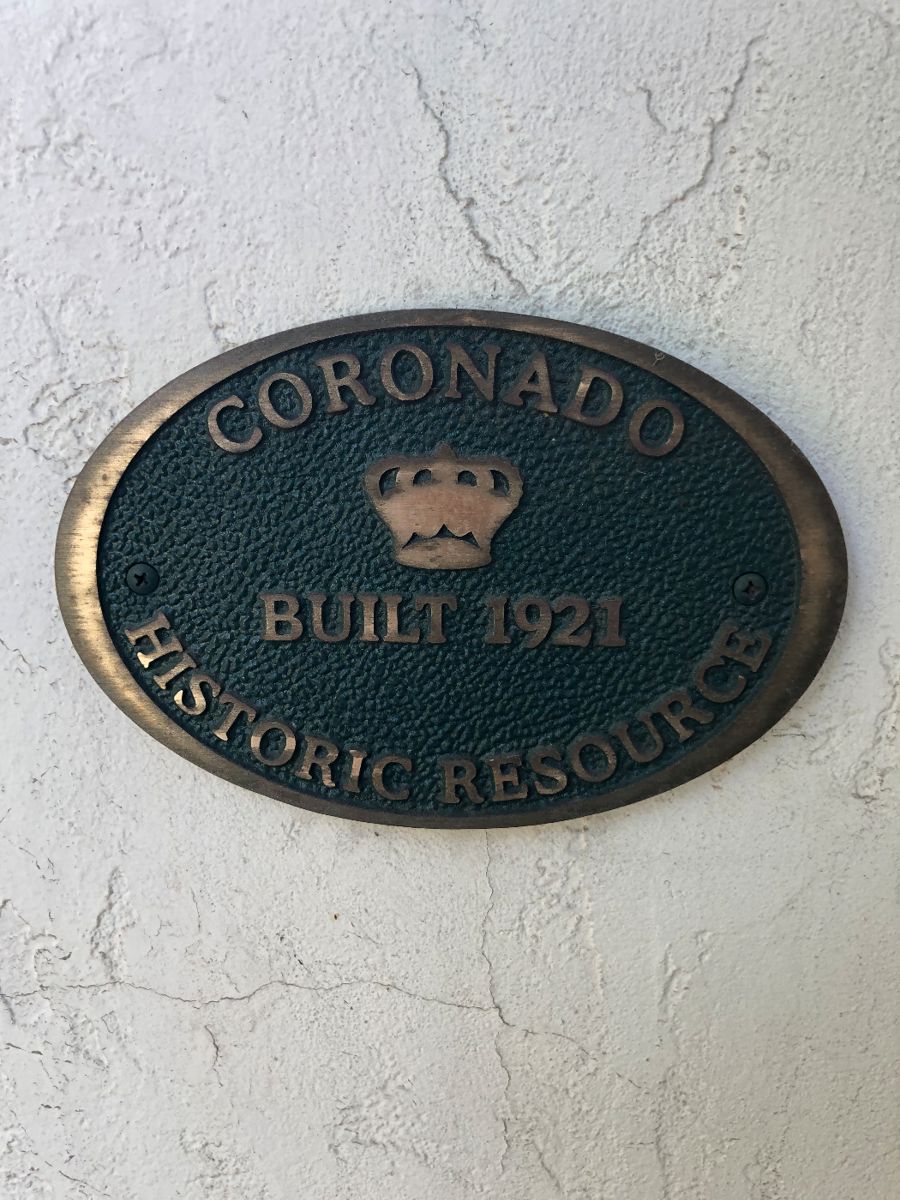 CORONADO
BUILT 1921
HISTORIC RESOURCE